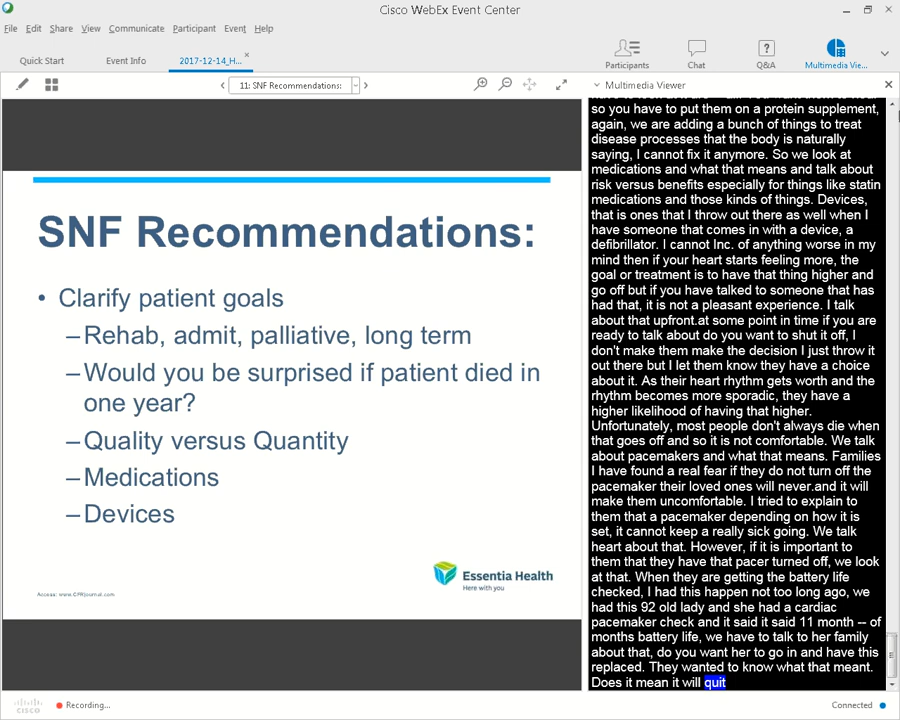 Cisco WebEx Event Center
File Edit Share View Communicate Participant Event Help
Quick Start Event Info 2017-12-14_H...
Participants Chat Q&A Multimedia Vie...
11: SNF Recommendations:
Multimedia Viewer
SNF Recommendations:
• Clarify patient goals
–Rehab, admit, palliative, long term
–Would you be surprised if patient died in
one year?
–Quality versus Quantity
–Medications
–Devices
Essentia Health
Here with you
Access: www.CFRJournal.com
so you have to put them on a protein supplement,
again, we are adding a bunch of things to treat
disease processes that the body is naturally
saying, I cannot fix it anymore. So we look at
medications and what that means and talk about
risk versus benefits especially for things like statin
medications and those kinds of things. Devices,
that is ones that I throw out there as well when I
have someone that comes in with a device, a
defibrillator. I cannot Inc. of anything worse in my
mind then if your heart starts feeling more, the
goal or treatment is to have that thing higher and
go off but if you have talked to someone that has
had that, it is not a pleasant experience. I talk
about that upfront.at some point in time if you are
ready to talk about do you want to shut it off, I
don't make them make the decision I just throw it
out there but I let them know they have a choice
about it. As their heart rhythm gets worth and the
rhythm becomes more sporadic, they have a
higher likelihood of having that higher.
Unfortunately, most people don't always die when
that goes off and so it is not comfortable. We talk
about pacemakers and what that means. Families
I have found a real fear if they do not turn off the
pacemaker their loved ones will never.and it will
make them uncomfortable. I tried to explain to
them that a pacemaker depending on how it is
set, it cannot keep a really sick going. We talk
heart about that. However, if it is important to
them that they have that pacer turned off, we look
at that. When they are getting the battery life
checked, I had this happen not too long ago, we
had this 92 old lady and she had a cardiac
pacemaker check and it said it said 11 month -- of
months battery life, we have to talk to her family
about that, do you want her to go in and have this
replaced. They wanted to know what that meant.
Does it mean it will quit
cisco
Recording...
Connected